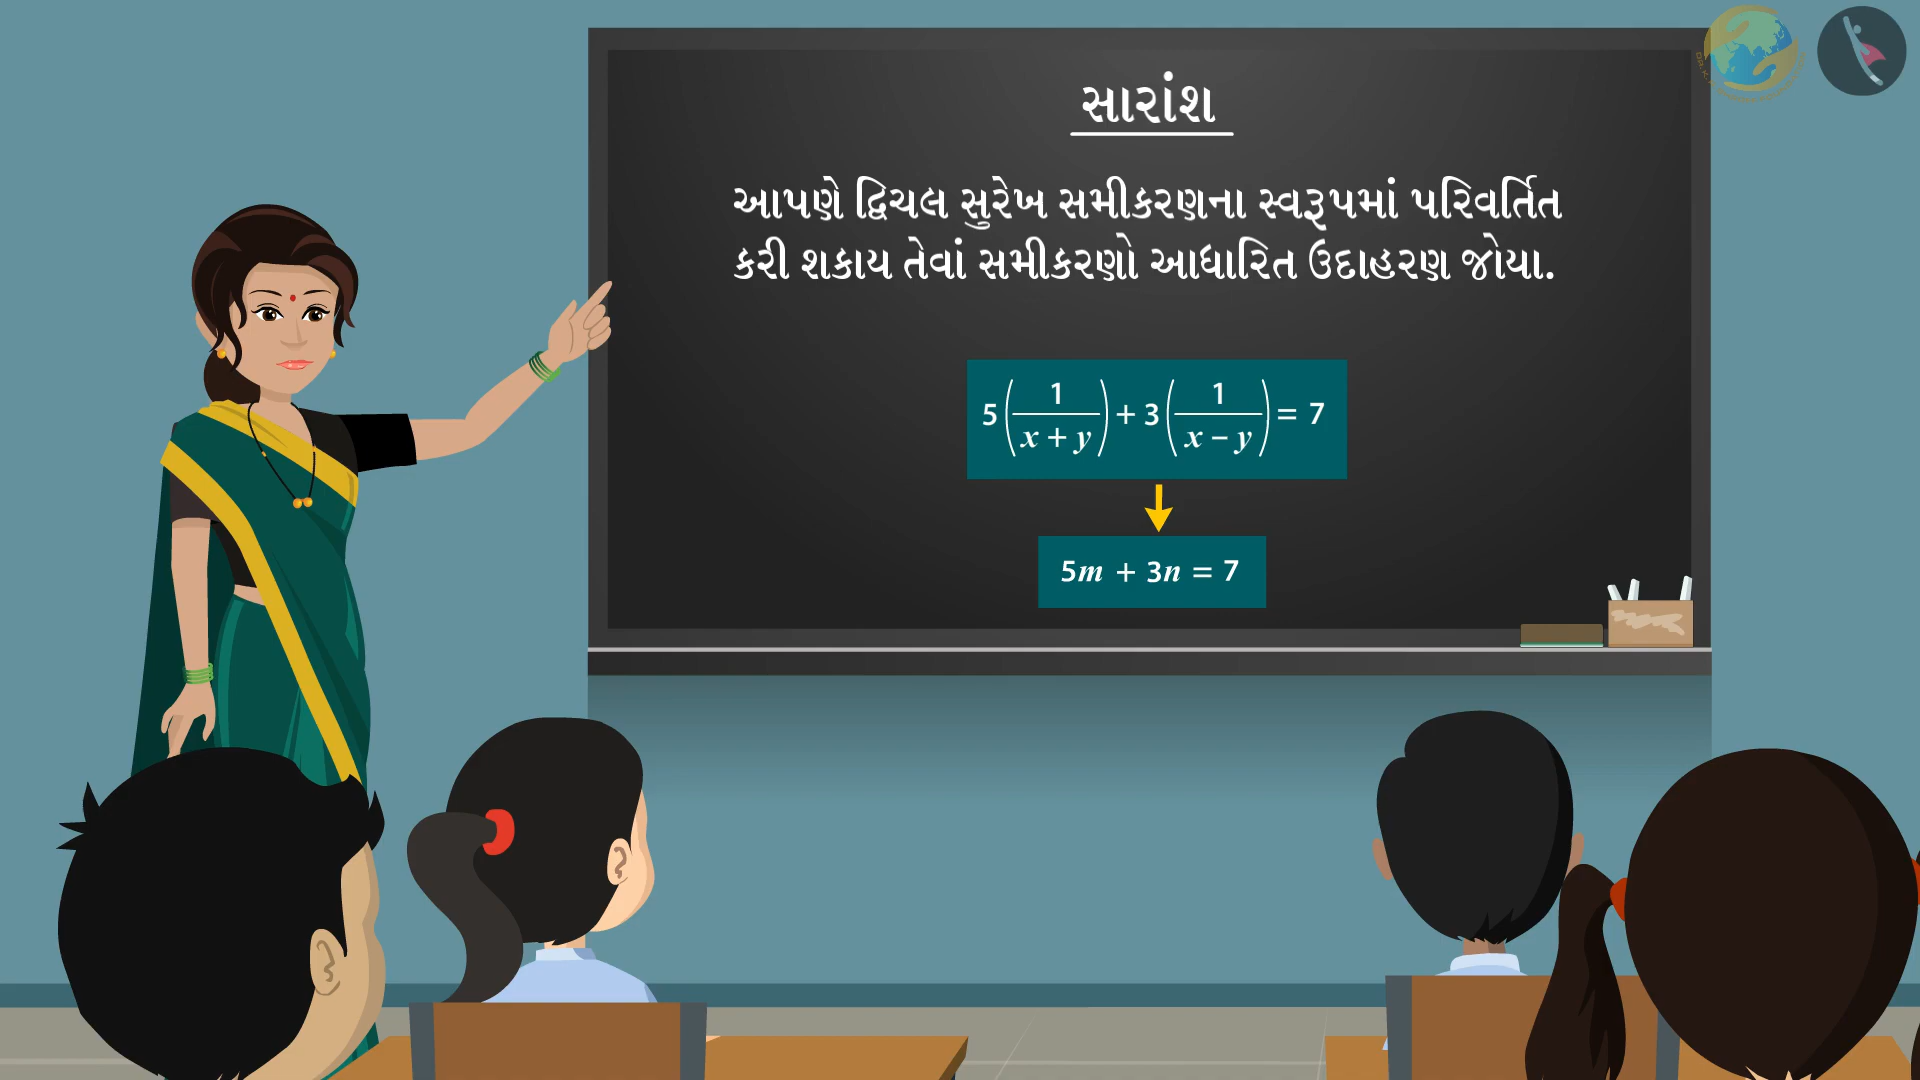 સારાંશ
આપણે દ્વિચલ સુરેખ સમીકરણના સ્વરૂપમાં પરિવર્તિત
કરી શકાય તેવાં સમીકરણો આધારિત ઉદાહરણ જોયા.
5(1/(x + y)) + 3(1/(x − y)) = 7
5m + 3n = 7